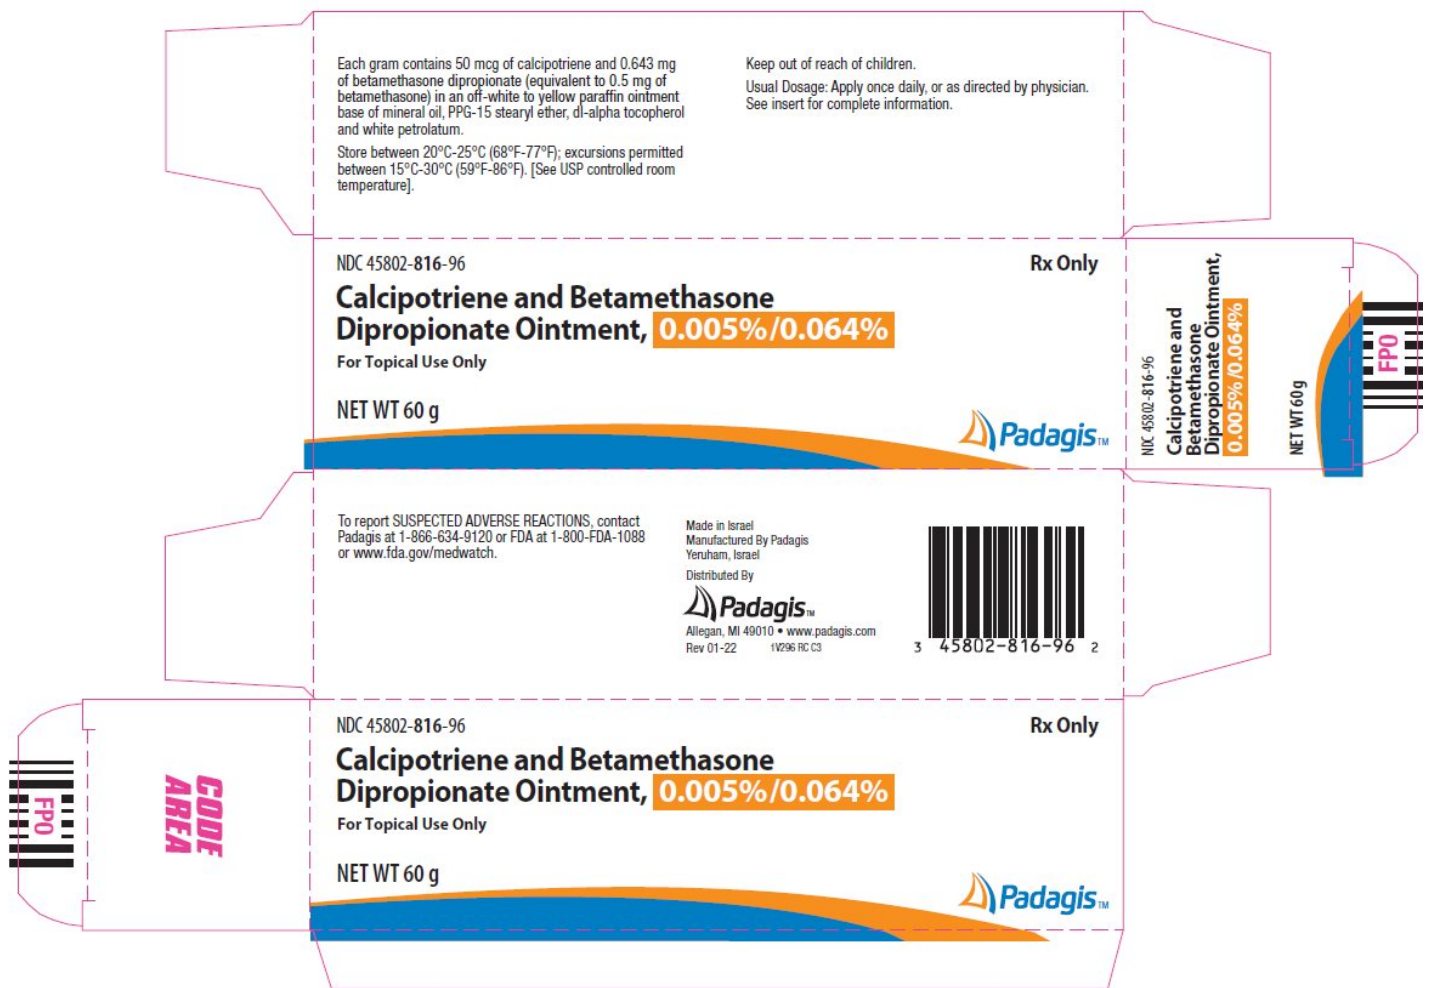 Each gram contains 50 mcg of calcipotriene and 0.643 mg
of betamethasone dipropionate (equivalent to 0.5 mg of
betamethasone) in an off-white to yellow paraffin ointment
base of mineral oil, PPG-15 stearyl ether, dl-alpha tocopherol
and white petrolatum.
Store between 20°C-25°C (68°F-77°F); excursions permitted
between 15°C-30°C (59°F-86°F). [See USP controlled room
temperature].
Keep out of reach of children.
Usual Dosage: Apply once daily, or as directed by physician.
See insert for complete information.
NDC 45802-816-96
Rx Only
Calcipotriene and Betamethasone
Dipropionate Ointment, 0.005%/0.064%
For Topical Use Only
NET WT 60 g
Padagis™
NDC 45802-816-96
Calcipotriene and
Betamethasone
Dipropionate Ointment,
0.005%/0.064%
NET WT 60 g
FPO
To report SUSPECTED ADVERSE REACTIONS, contact
Padagis at 1-866-634-9120 or FDA at 1-800-FDA-1088
or www.fda.gov/medwatch.
Made in Israel
Manufactured By Padagis
Yeruham, Israel
Distributed By
Padagis™
Allegan, MI 49010 • www.padagis.com
Rev 01-22 1V296 RC C3
3 45802-816-96 2
FPO
CODE
AREA
NDC 45802-816-96
Rx Only
Calcipotriene and Betamethasone
Dipropionate Ointment, 0.005%/0.064%
For Topical Use Only
NET WT 60 g
Padagis™